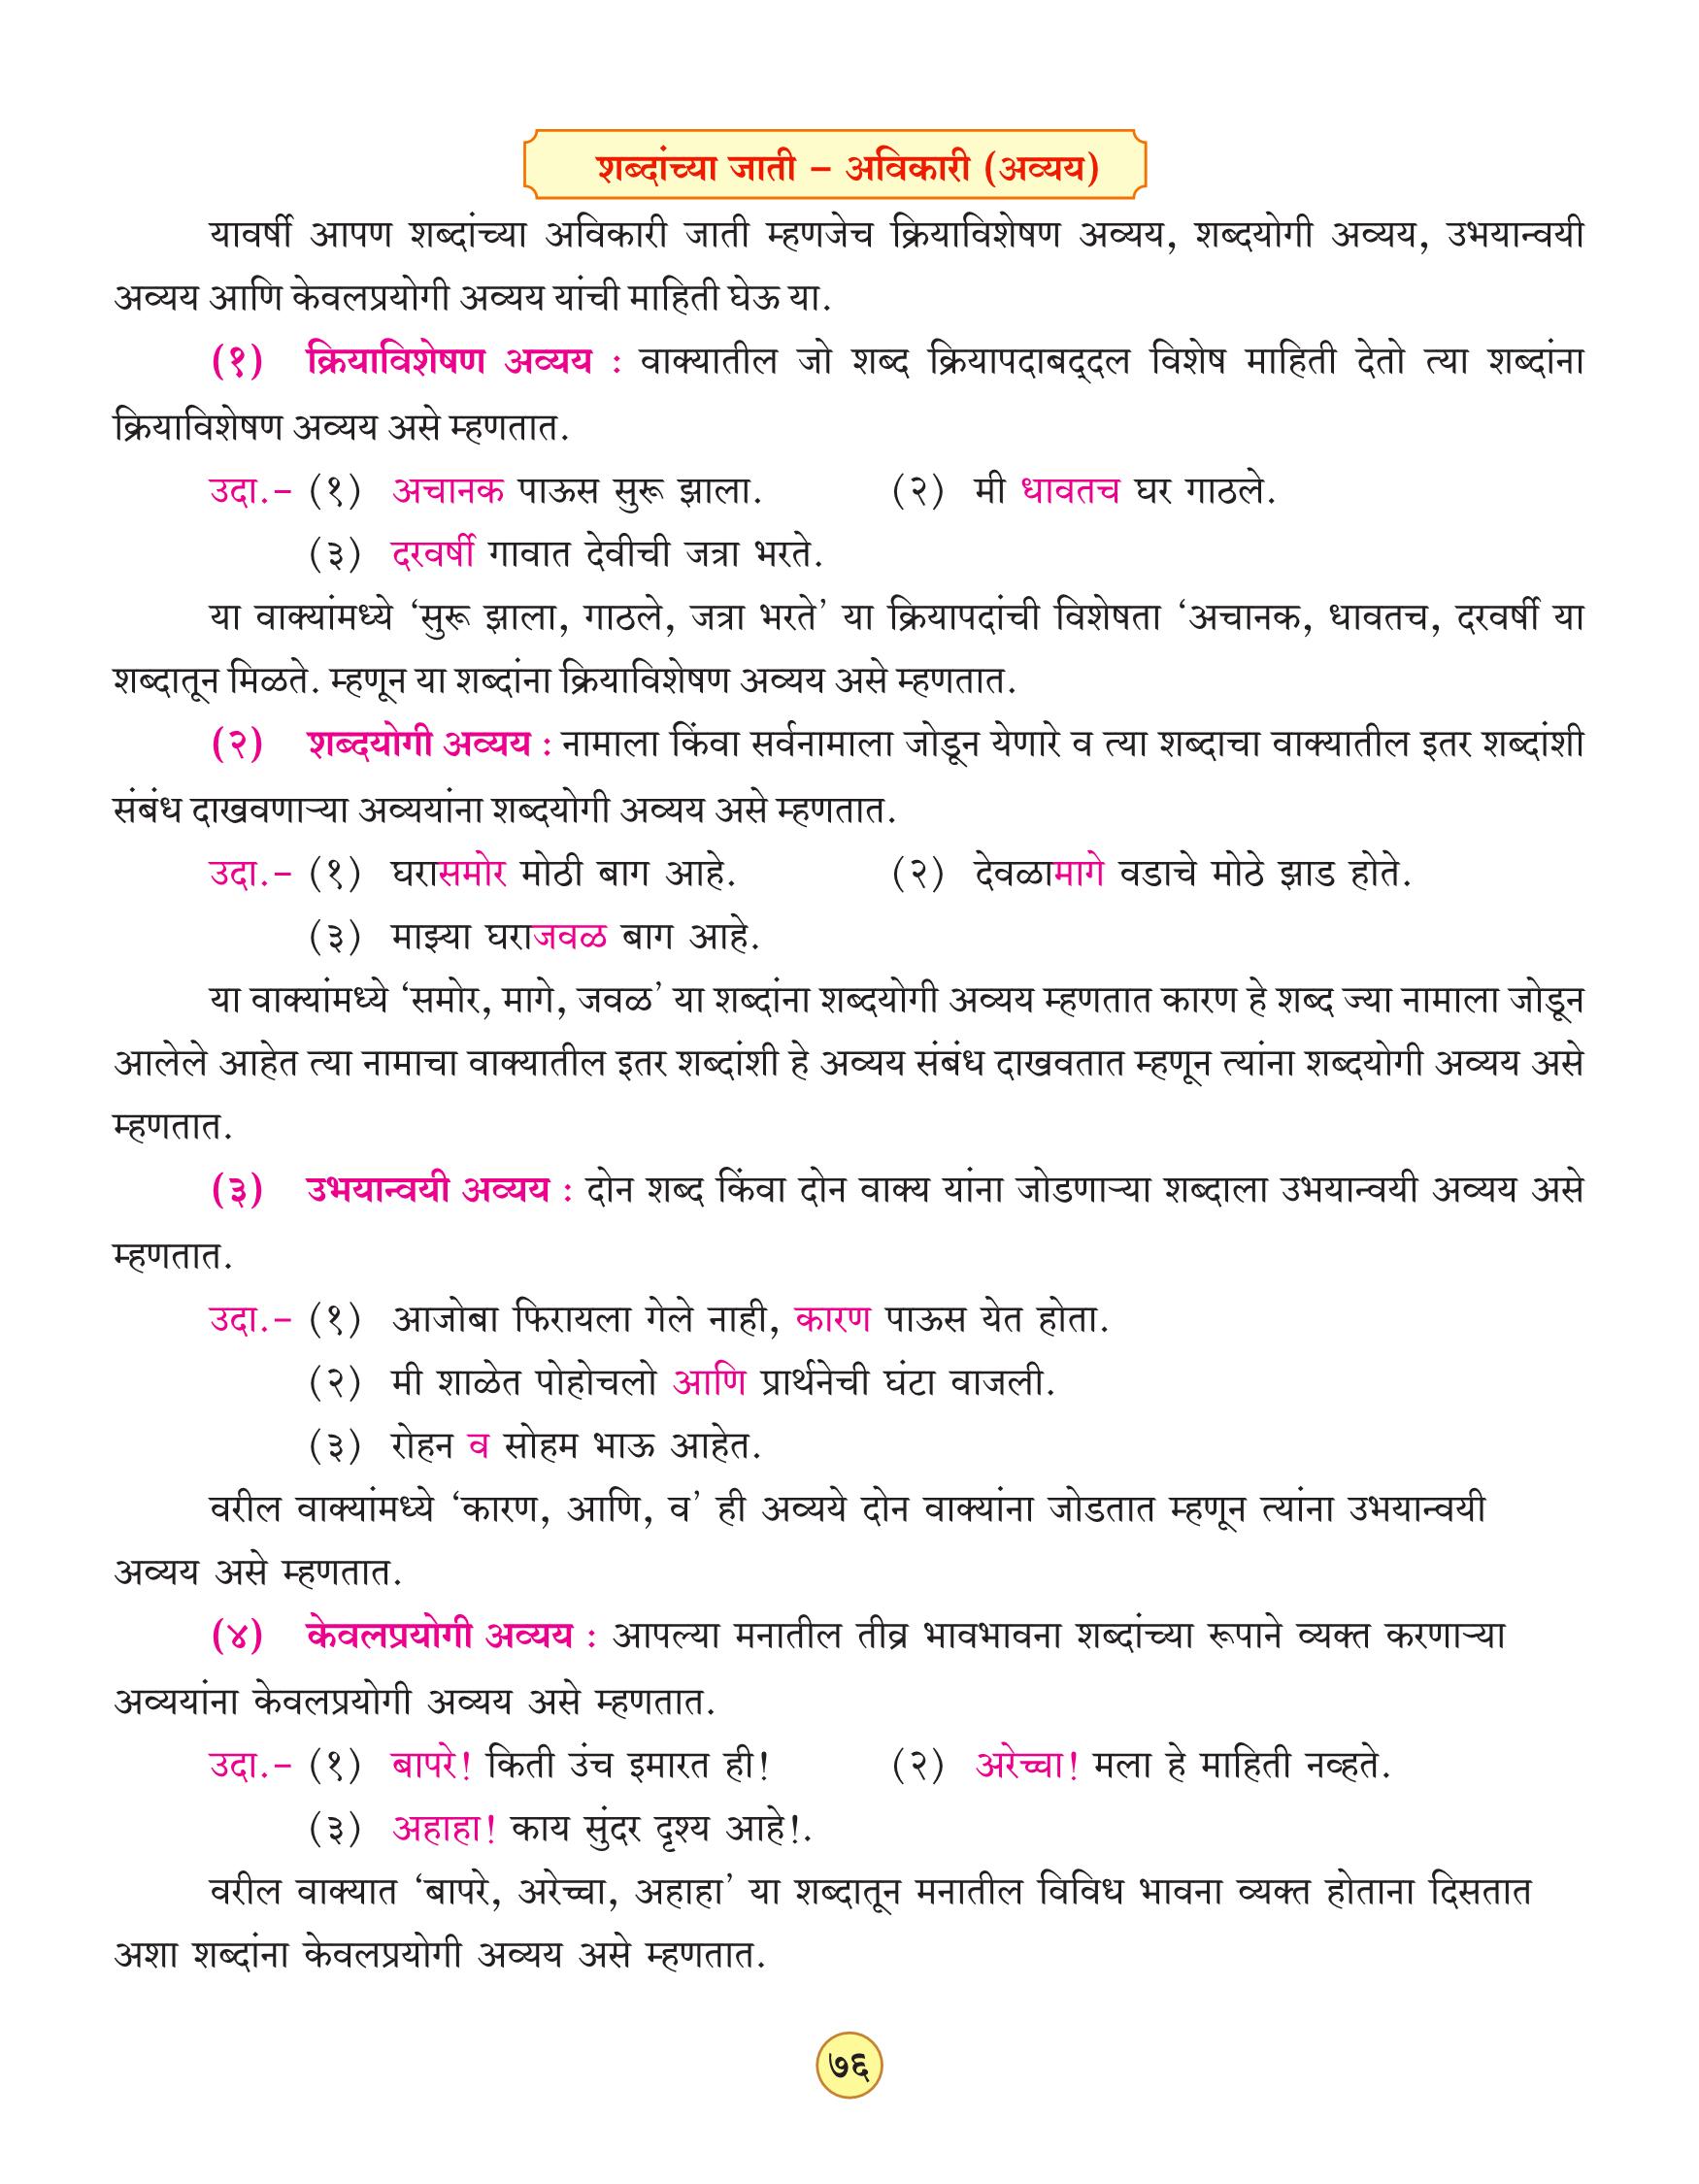 शब्दांच्या जाती – अविकारी (अव्यय)
यावर्षी आपण शब्दांच्या अविकारी जाती म्हणजेच क्रियाविशेषण अव्यय, शब्दयोगी अव्यय, उभयान्वयी
अव्यय आणि केवलप्रयोगी अव्यय यांची माहिती घेऊ या.
(१) क्रियाविशेषण अव्यय : वाक्यातील जो शब्द क्रियापदाबद्दल विशेष माहिती देतो त्या शब्दांना
क्रियाविशेषण अव्यय असे म्हणतात.
उदा.– (१) अचानक पाऊस सुरू झाला. (२) मी धावतच घर गाठले.
(३) दरवर्षी गावात देवीची जत्रा भरते.
या वाक्यांमध्ये ‘सुरू झाला, गाठले, जत्रा भरते’ या क्रियापदांची विशेषता ‘अचानक, धावतच, दरवर्षी या
शब्दातून मिळते. म्हणून या शब्दांना क्रियाविशेषण अव्यय असे म्हणतात.
(२) शब्दयोगी अव्यय : नामाला किंवा सर्वनामाला जोडून येणारे व त्या शब्दाचा वाक्यातील इतर शब्दांशी
संबंध दाखवणाऱ्या अव्ययांना शब्दयोगी अव्यय असे म्हणतात.
उदा.– (१) घरासमोर मोठी बाग आहे. (२) देवळामागे वडाचे मोठे झाड होते.
(३) माझ्या घराजवळ बाग आहे.
या वाक्यांमध्ये ‘समोर, मागे, जवळ’ या शब्दांना शब्दयोगी अव्यय म्हणतात कारण हे शब्द ज्या नामाला जोडून
आलेले आहेत त्या नामाचा वाक्यातील इतर शब्दांशी हे अव्यय संबंध दाखवतात म्हणून त्यांना शब्दयोगी अव्यय असे
म्हणतात.
(३) उभयान्वयी अव्यय : दोन शब्द किंवा दोन वाक्य यांना जोडणाऱ्या शब्दाला उभयान्वयी अव्यय असे
म्हणतात.
उदा.– (१) आजोबा फिरायला गेले नाही, कारण पाऊस येत होता.
(२) मी शाळेत पोहोचलो आणि प्रार्थनेची घंटा वाजली.
(३) रोहन व सोहम भाऊ आहेत.
वरील वाक्यांमध्ये ‘कारण, आणि, व’ ही अव्यये दोन वाक्यांना जोडतात म्हणून त्यांना उभयान्वयी
अव्यय असे म्हणतात.
(४) केवलप्रयोगी अव्यय : आपल्या मनातील तीव्र भावभावना शब्दांच्या रूपाने व्यक्त करणाऱ्या
अव्ययांना केवलप्रयोगी अव्यय असे म्हणतात.
उदा.– (१) बापरे! किती उंच इमारत ही! (२) अरेच्चा! मला हे माहिती नव्हते.
(३) अहाहा! काय सुंदर दृश्य आहे!.
वरील वाक्यात ‘बापरे, अरेच्चा, अहाहा’ या शब्दातून मनातील विविध भावना व्यक्त होताना दिसतात
अशा शब्दांना केवलप्रयोगी अव्यय असे म्हणतात.
७६